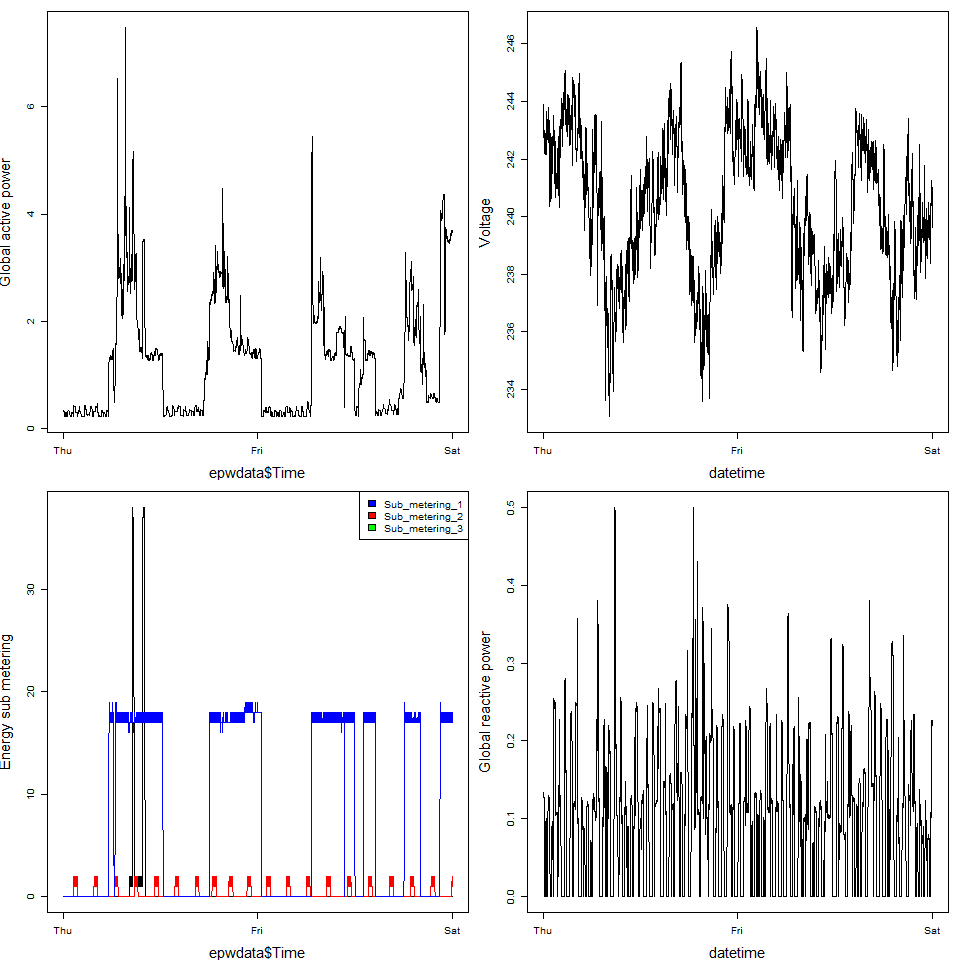 Global active power
0
2
4
6
Thu
Fri
Sat
epwdata$Time
Voltage
234
236
238
240
242
244
246
Thu
Fri
Sat
datetime
Energy sub metering
0
10
20
30
Sub_metering_1
Sub_metering_2
Sub_metering_3
Thu
Fri
Sat
epwdata$Time
Global reactive power
0.0
0.1
0.2
0.3
0.4
0.5
Thu
Fri
Sat
datetime